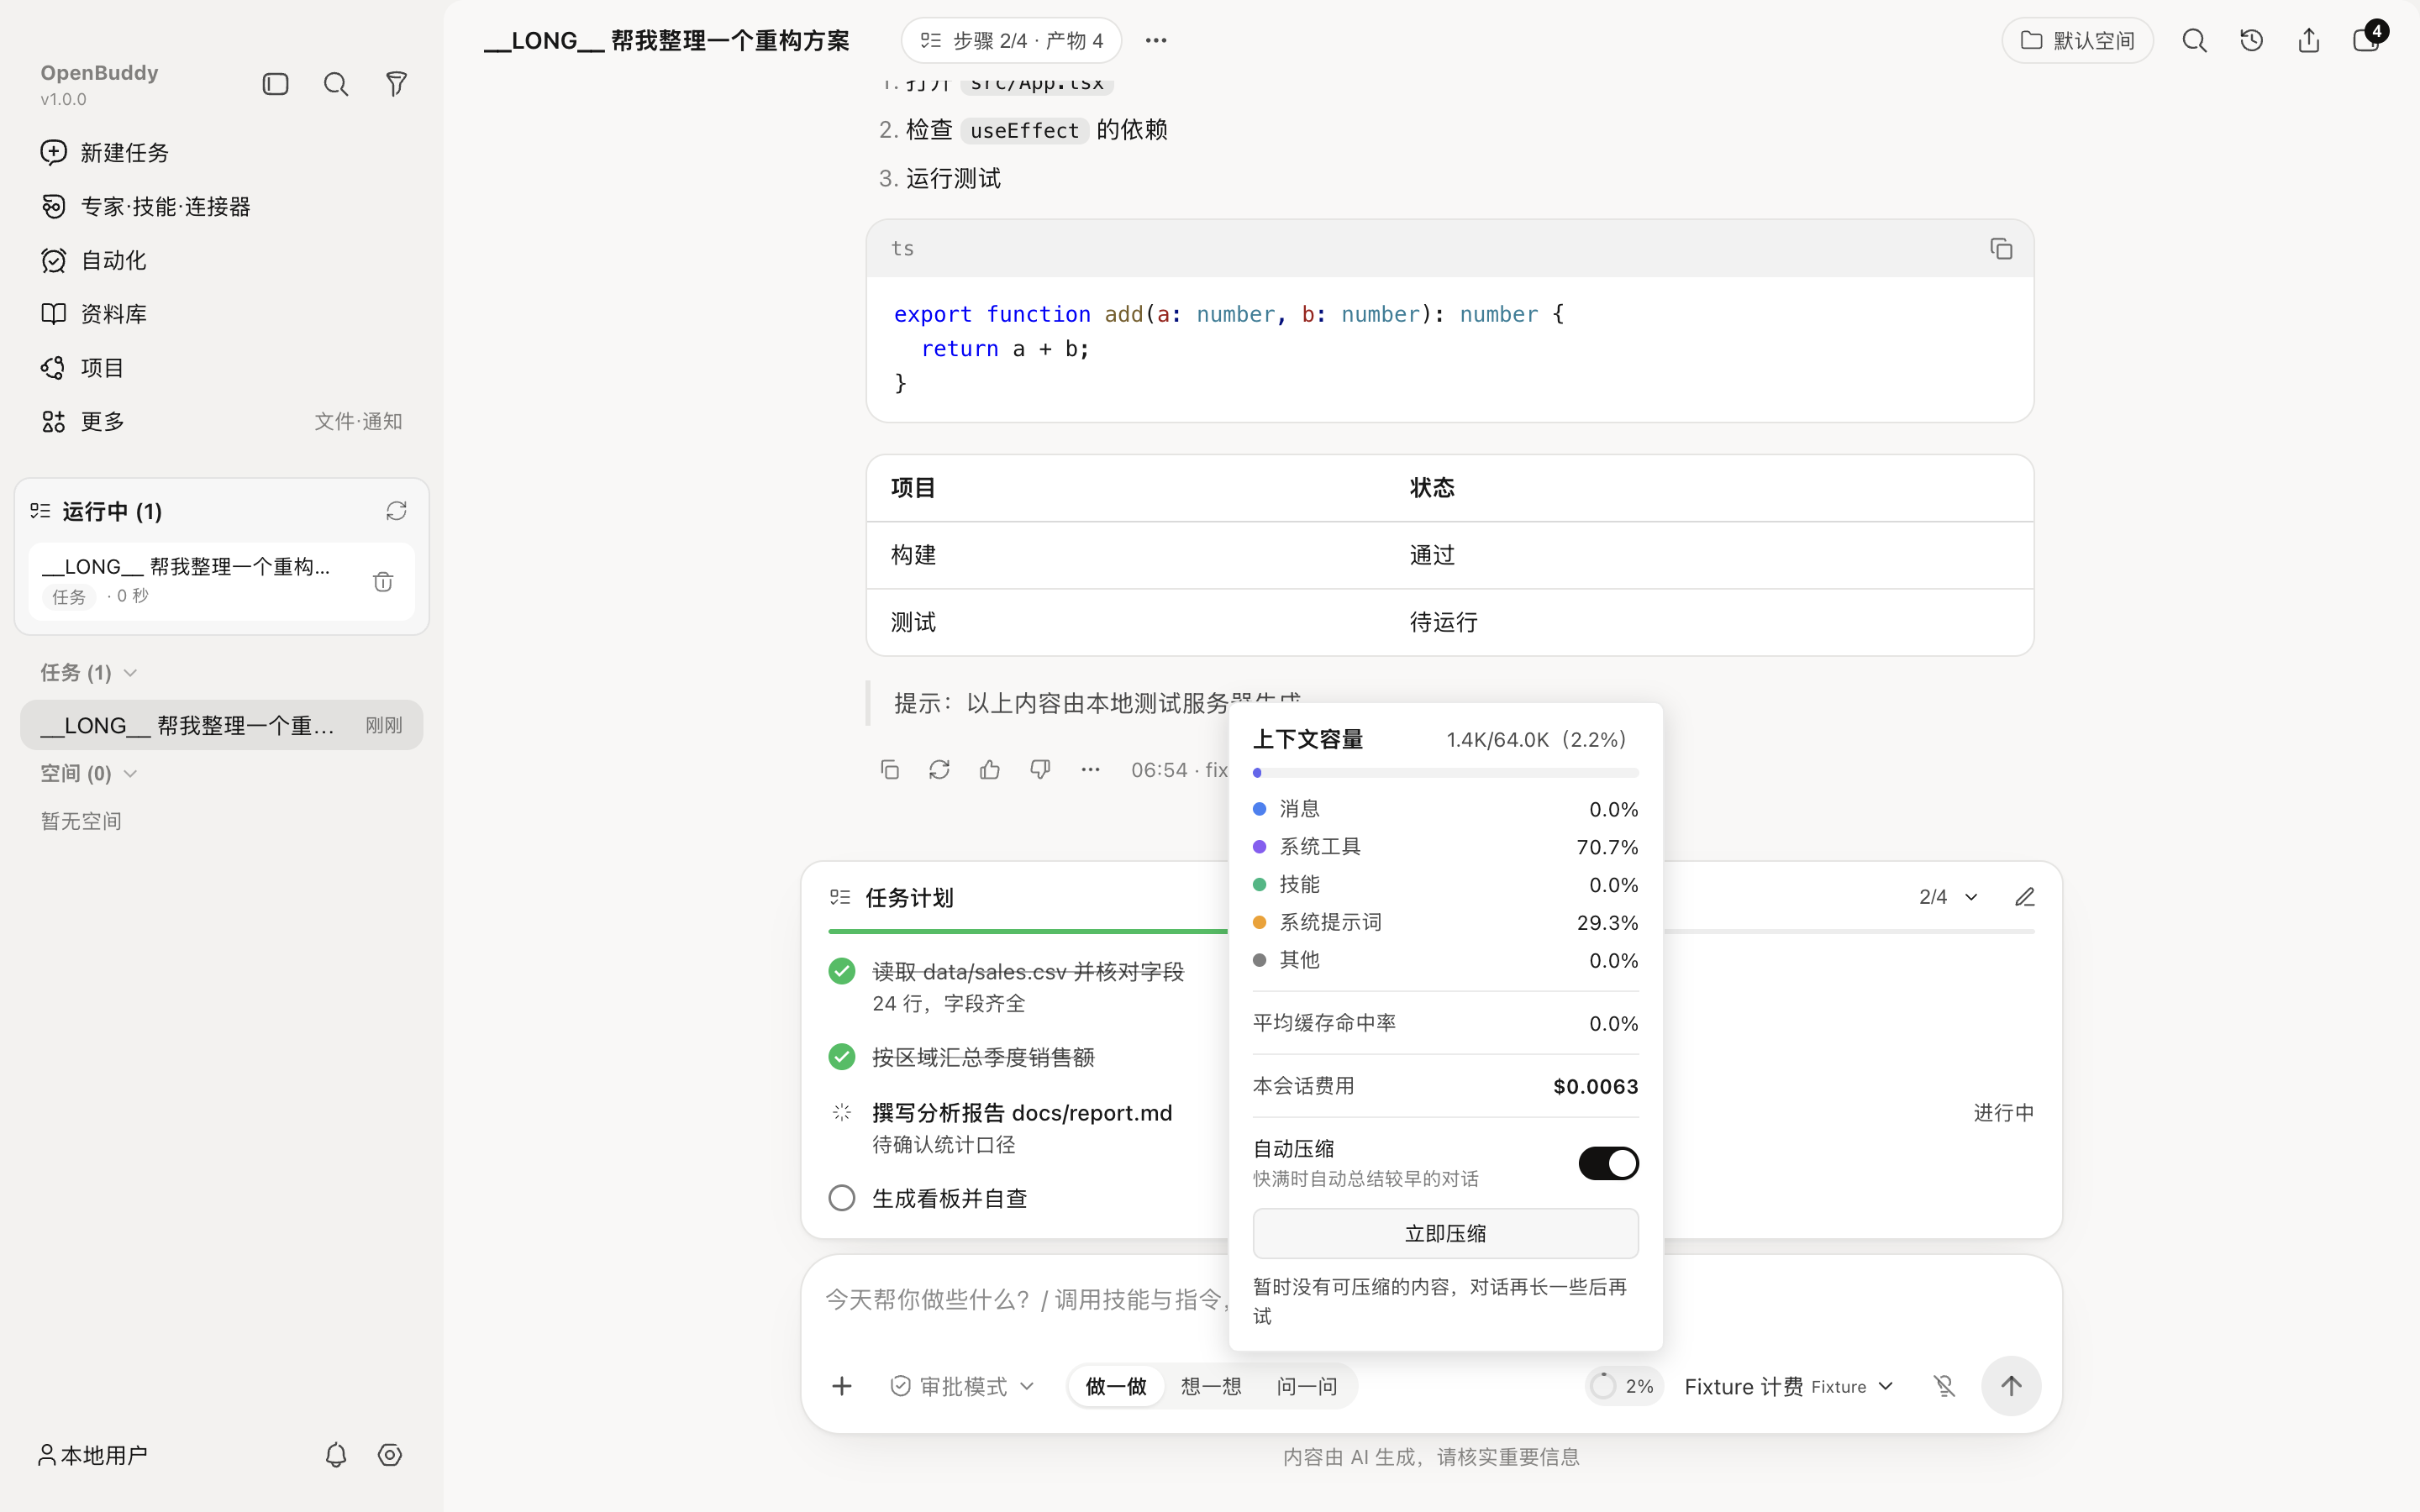 OpenBuddy
v1.0.0
新建任务
专家·技能·连接器
自动化
资料库
项目
更多 文件·通知
运行中 (1)
__LONG__ 帮我整理一个重构...
任务 · 0 秒
任务 (1)
__LONG__ 帮我整理一个重... 刚刚
空间 (0)
暂无空间
本地用户
__LONG__ 帮我整理一个重构方案
步骤 2/4 · 产物 4
默认空间
4
1. 打开 src/App.tsx
2. 检查 useEffect 的依赖
3. 运行测试
ts
export function add(a: number, b: number): number {
return a + b;
}
项目 状态
构建 通过
测试 待运行
提示：以上内容由本地测试服务器生成
06:54 · fix
任务计划
2/4
读取 data/sales.csv 并核对字段
24 行，字段齐全
按区域汇总季度销售额
撰写分析报告 docs/report.md
进行中
待确认统计口径
生成看板并自查
上下文容量 1.4K/64.0K（2.2%）
消息 0.0%
系统工具 70.7%
技能 0.0%
系统提示词 29.3%
其他 0.0%
平均缓存命中率 0.0%
本会话费用 $0.0063
自动压缩
快满时自动总结较早的对话
立即压缩
暂时没有可压缩的内容，对话再长一些后再
试
今天帮你做些什么？/ 调用技能与指令，
审批模式
做一做 想一想 问一问
2%
Fixture 计费 Fixture
内容由 AI 生成，请核实重要信息